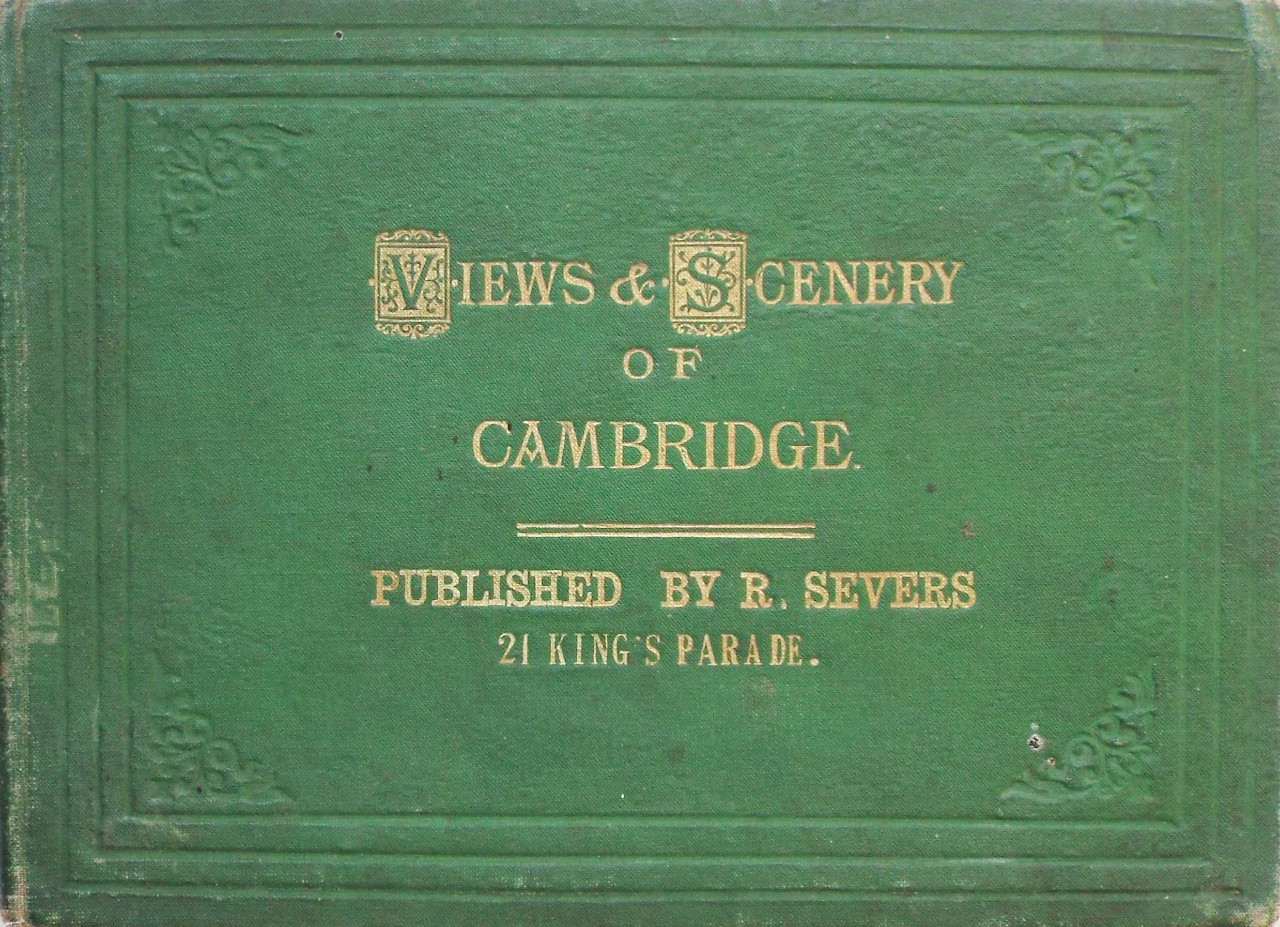 VIEWS & SCENERY
OF
CAMBRIDGE.
PUBLISHED BY R. SEVERS
21 KING'S PARADE.